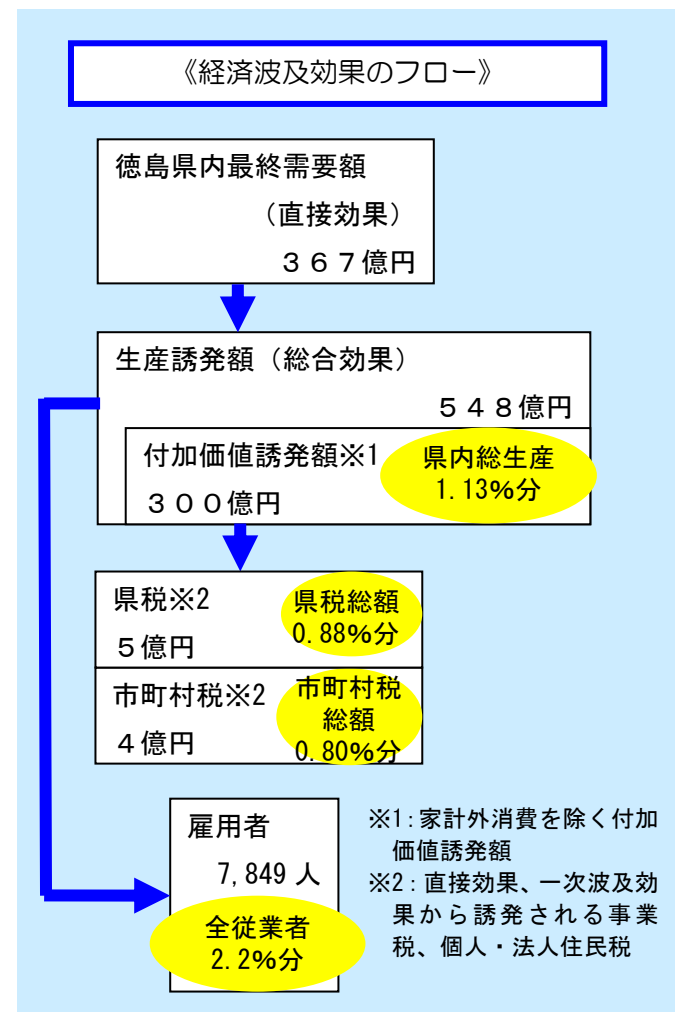 《経済波及効果のフロー》
徳島県内最終需要額
（直接効果）
３６７億円
生産誘発額（総合効果）
５４８億円
付加価値誘発額※1
３００億円
県内総生産
1.13%分
県税※2
５億円
県税総額
0.88%分
市町村税※2
４億円
市町村税
総額
0.80%分
雇用者
7,849 人
全従業者
2.2%分
※1：家計外消費を除く付加
価値誘発額
※2：直接効果、一次波及効
果から誘発される事業
税、個人・法人住民税